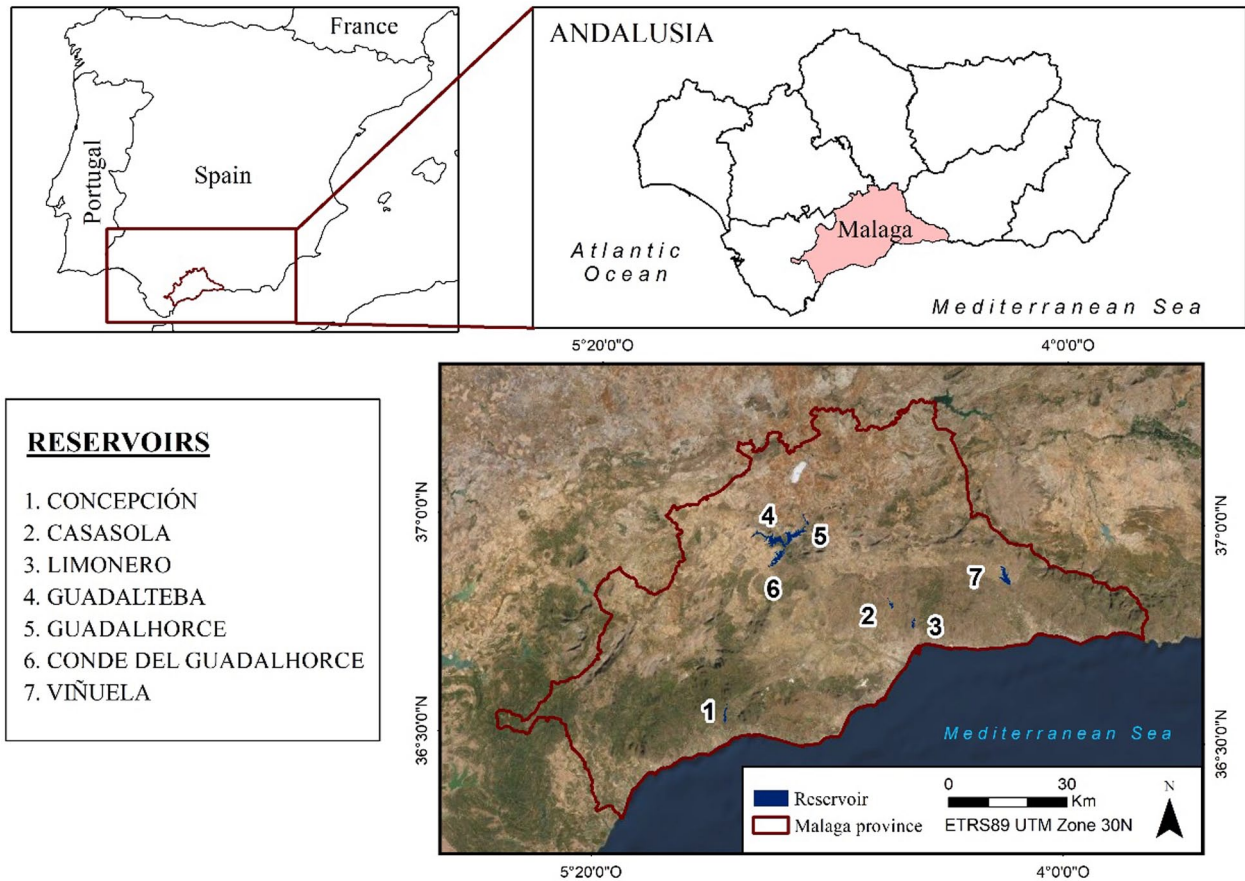 France
Portugal
Spain
ANDALUSIA
Malaga
Atlantic
Ocean
Mediterranean Sea
5°20'0"O
4°0'0"O
RESERVOIRS
1. CONCEPCIÓN
2. CASASOLA
3. LIMONERO
4. GUADALTEBA
5. GUADALHORCE
6. CONDE DEL GUADALHORCE
7. VIÑUELA
37°0'0"N
37°0'0"N
4
5
6
7
2
3
1
36°30'0"N
36°30'0"N
Mediterranean Sea
Reservoir
Malaga province
0
30
Km
ETRS89 UTM Zone 30N
N
5°20'0"O
4°0'0"O